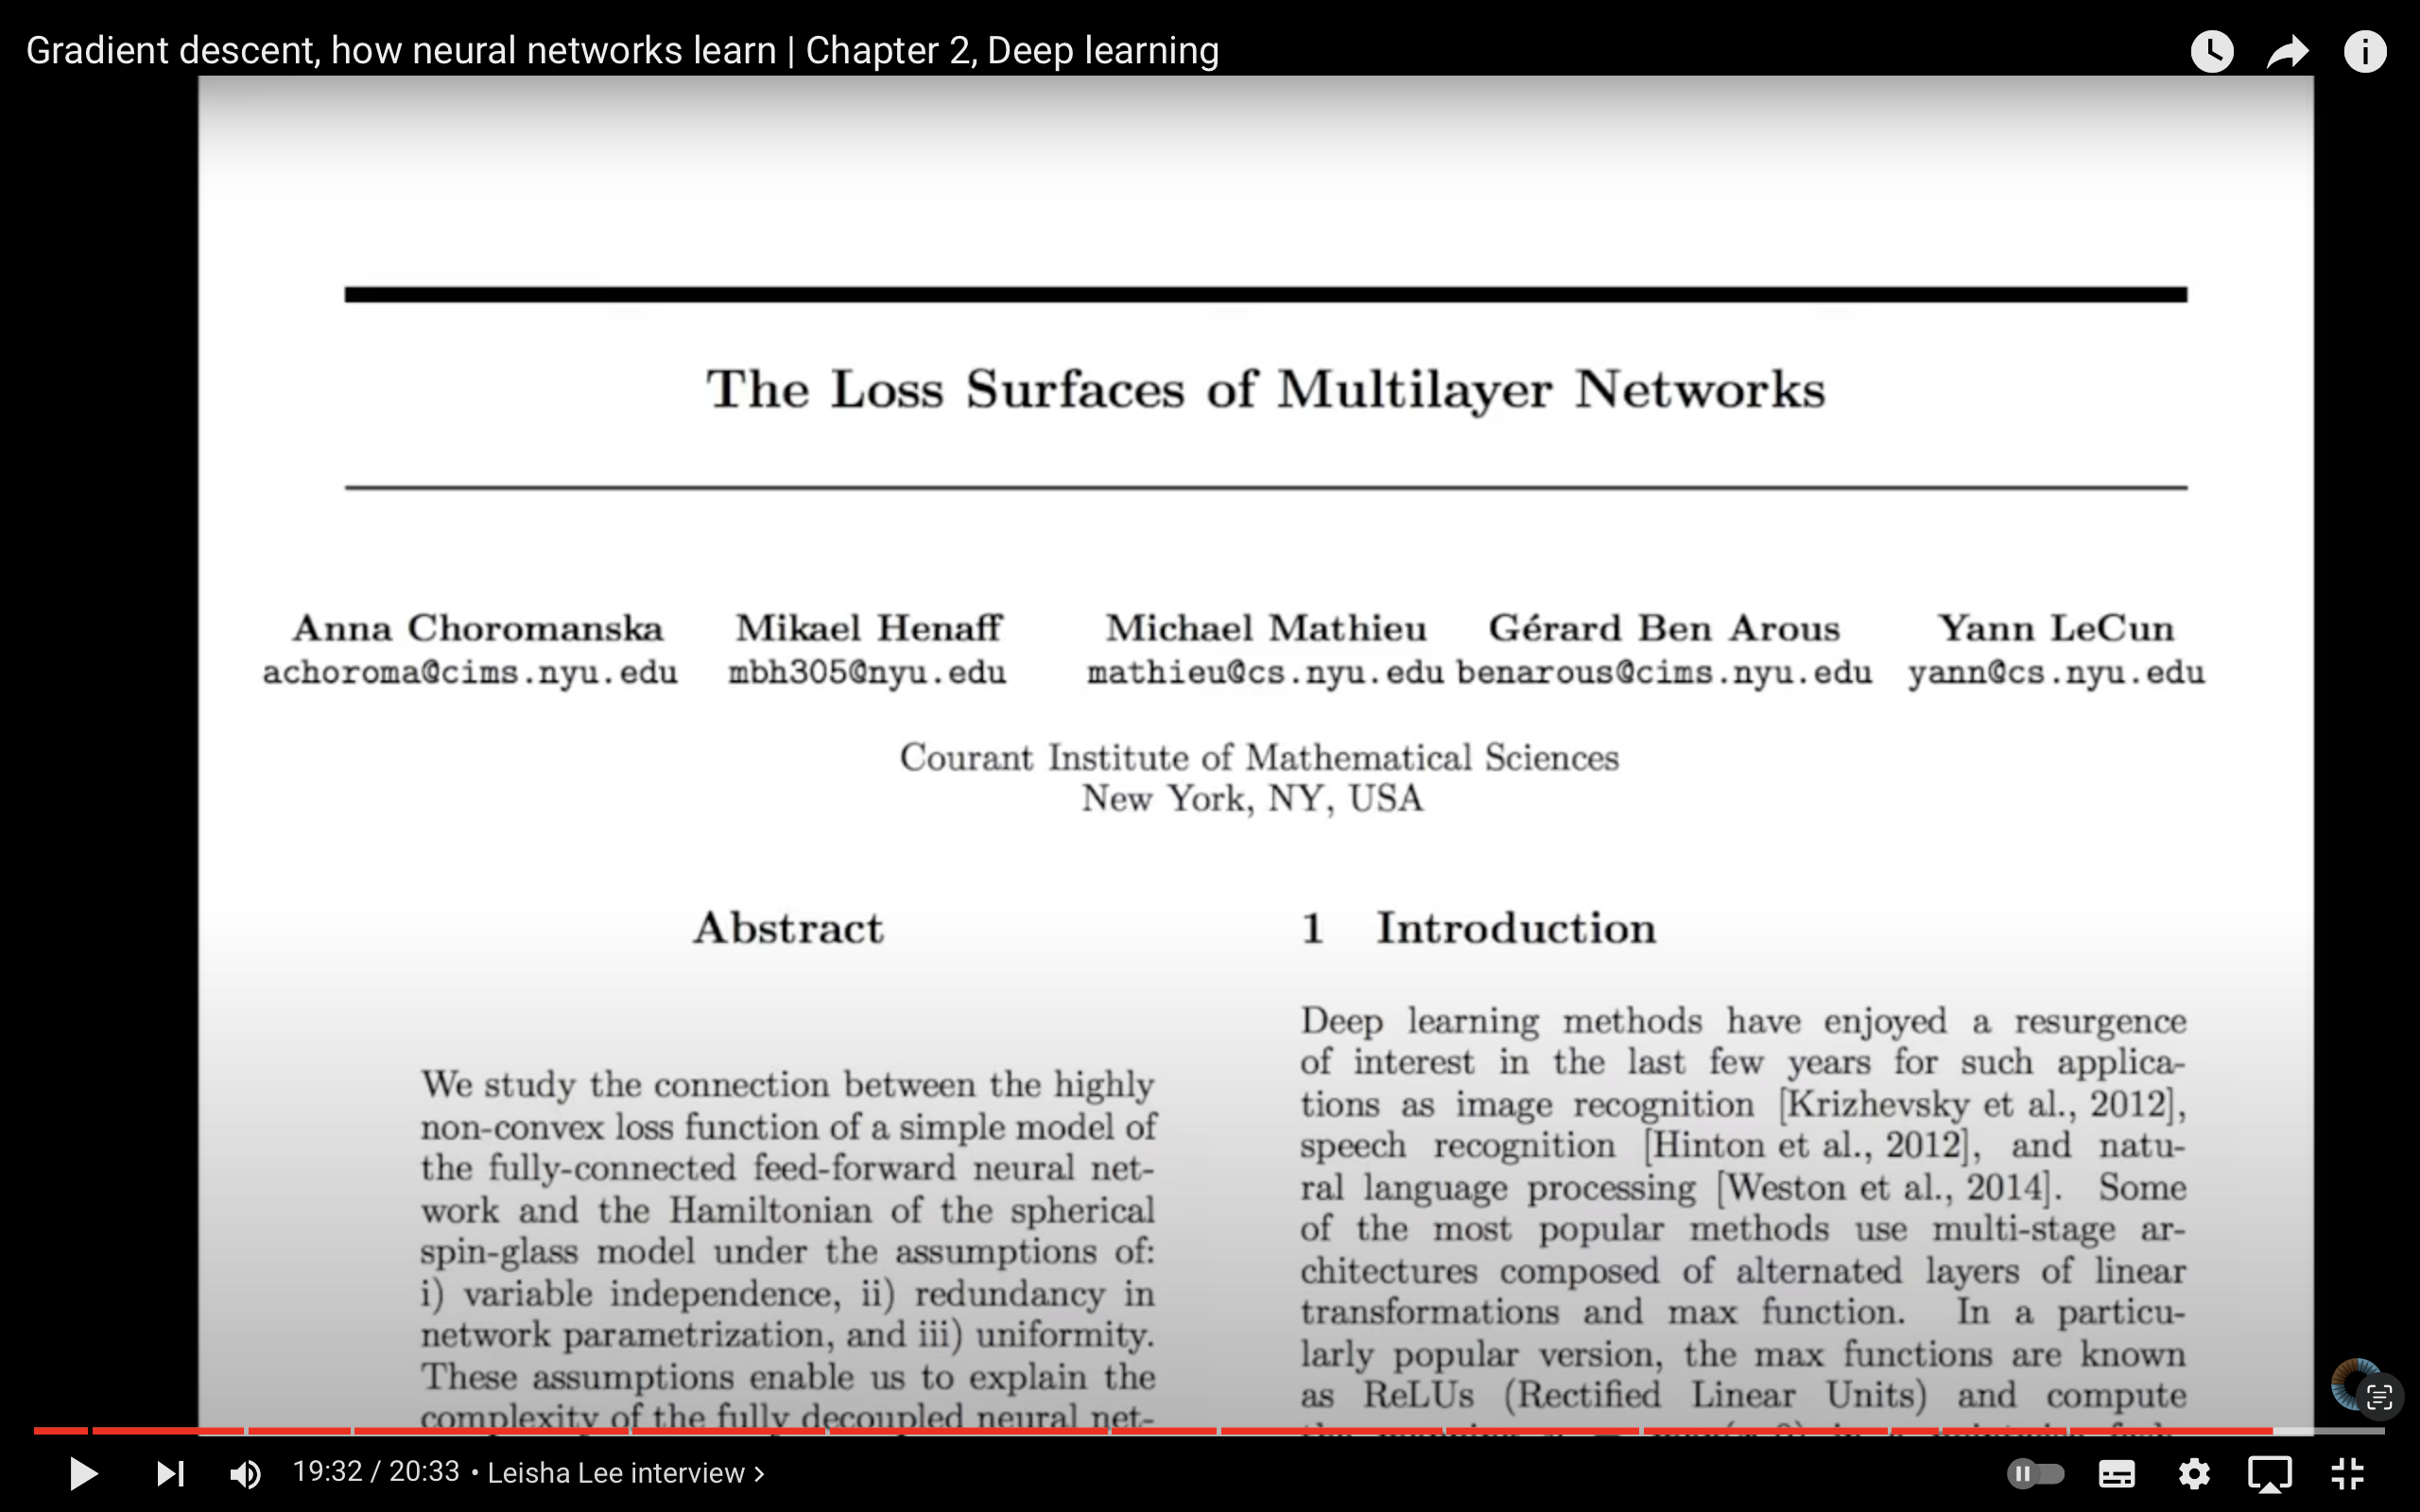 Gradient descent, how neural networks learn | Chapter 2, Deep learning
The Loss Surfaces of Multilayer Networks
Anna Choromanska Mikael Henaff Michael Mathieu Gérard Ben Arous Yann LeCun
achoroma@cims.nyu.edu mbh305@nyu.edu mathieu@cs.nyu.edu benarous@cims.nyu.edu yann@cs.nyu.edu
Courant Institute of Mathematical Sciences
New York, NY, USA
Abstract
We study the connection between the highly
non-convex loss function of a simple model of
the fully-connected feed-forward neural net-
work and the Hamiltonian of the spherical
spin-glass model under the assumptions of:
i) variable independence, ii) redundancy in
network parametrization, and iii) uniformity.
These assumptions enable us to explain the
complexity of the fully decoupled neural net-
1 Introduction
Deep learning methods have enjoyed a resurgence
of interest in the last few years for such applica-
tions as image recognition [Krizhevsky et al., 2012],
speech recognition [Hinton et al., 2012], and natu-
ral language processing [Weston et al., 2014]. Some
of the most popular methods use multi-stage ar-
chitectures composed of alternated layers of linear
transformations and max function. In a particu-
larly popular version, the max functions are known
as ReLUs (Rectified Linear Units) and compute
19:32 / 20:33 • Leisha Lee interview >